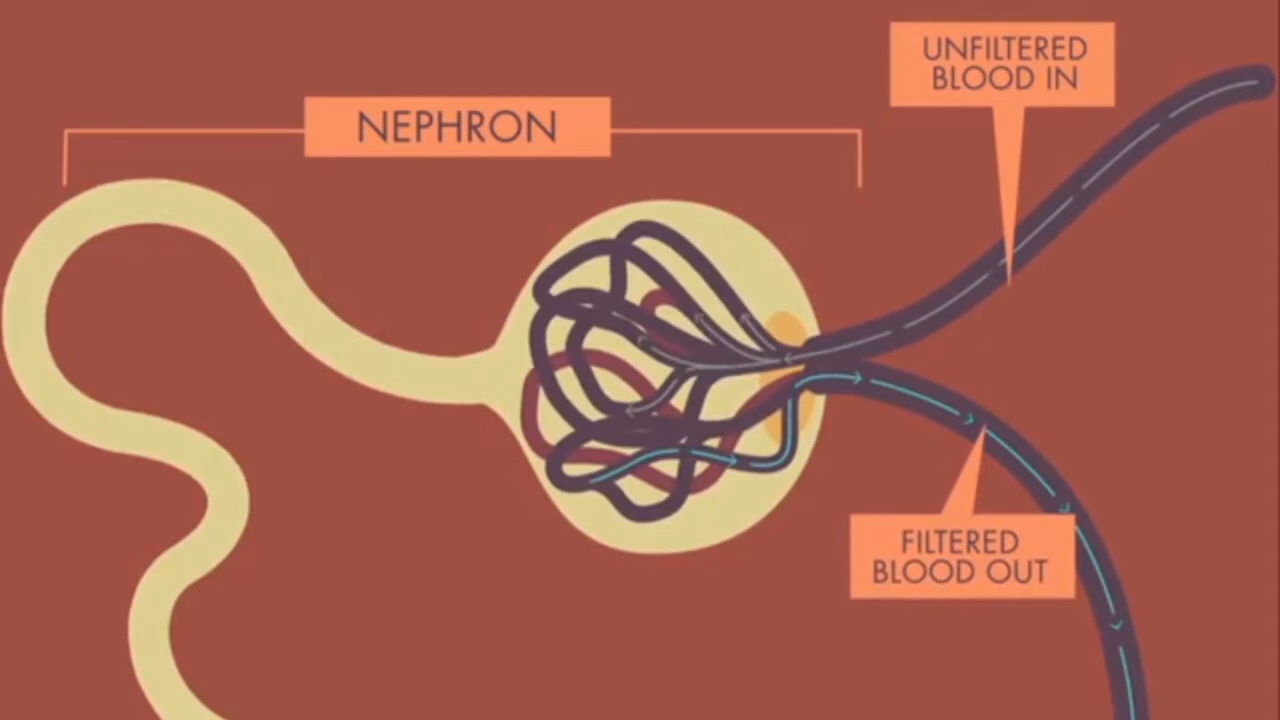 UNFILTERED
BLOOD IN
NEPHRON
FILTERED
BLOOD OUT